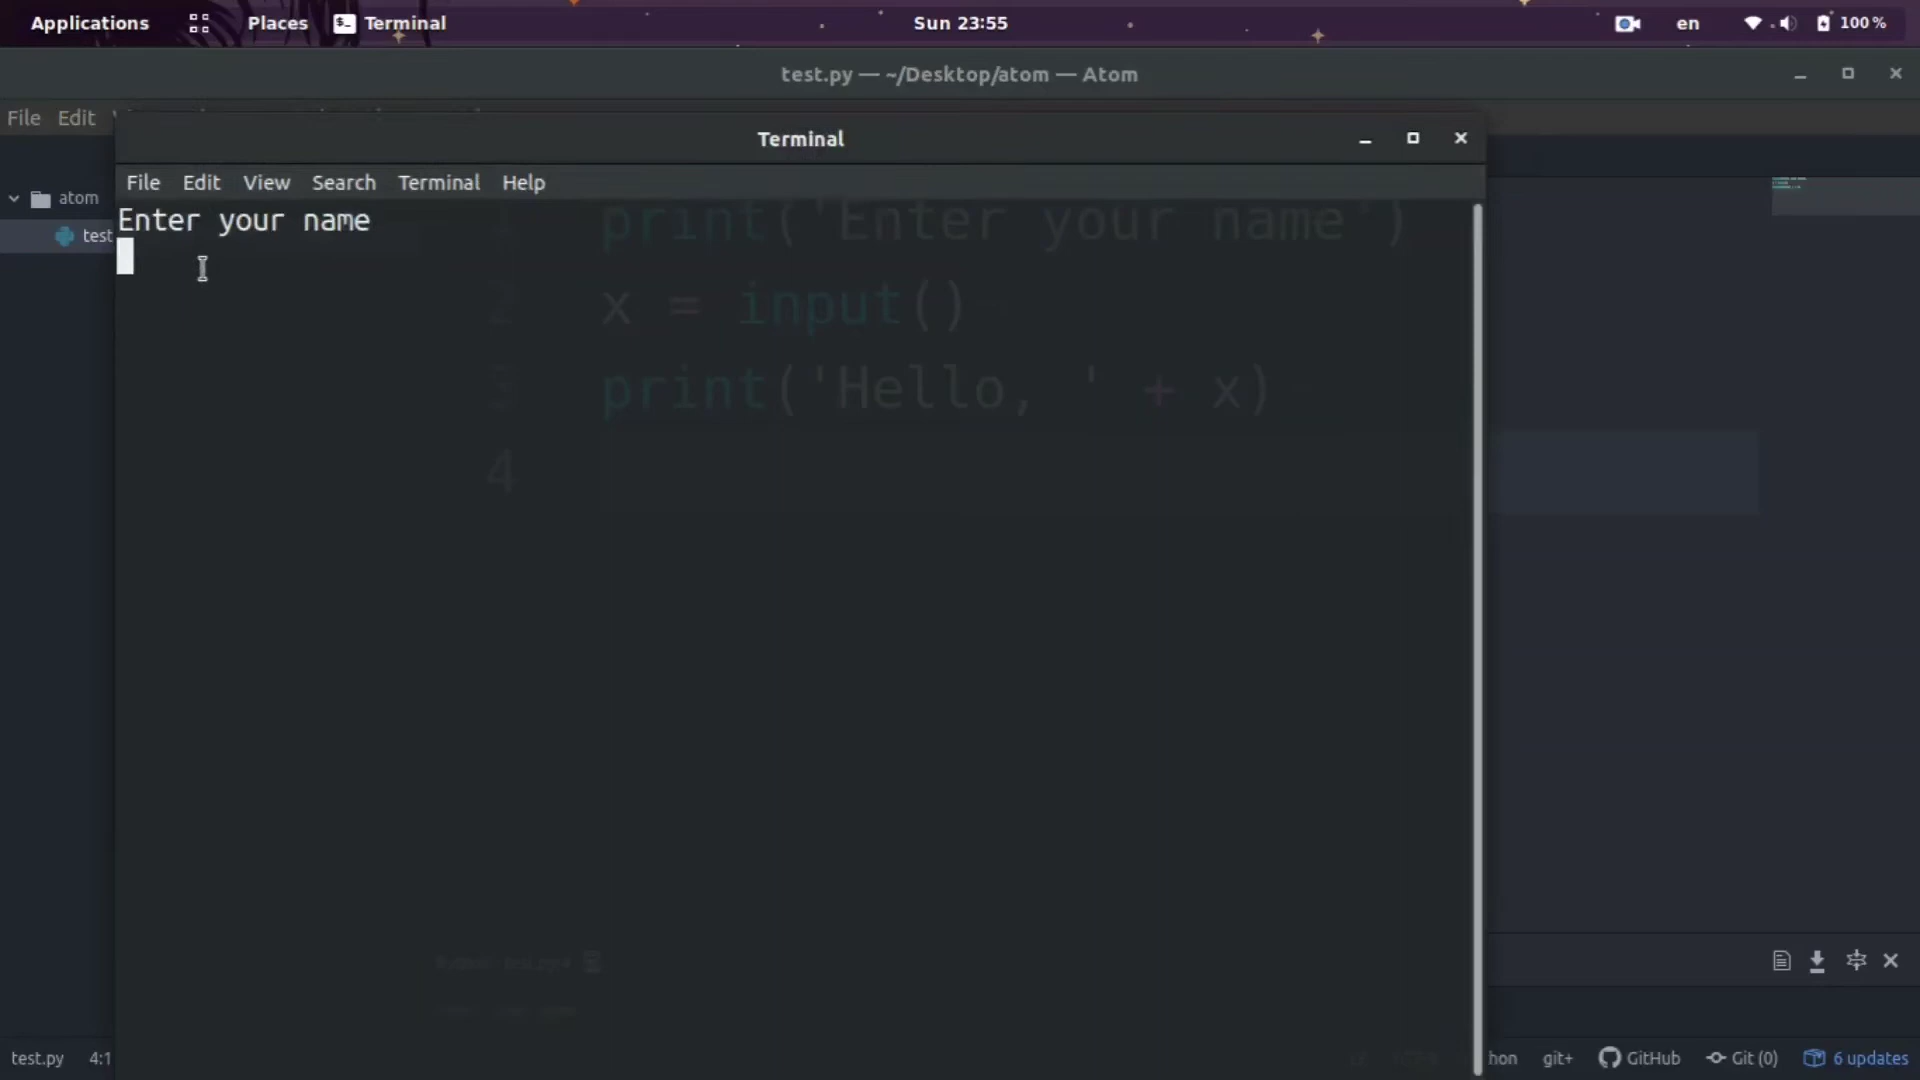 Applications Places Terminal Sun 23:55 en 100%
test.py — ~/Desktop/atom — Atom
File Edit
Terminal
File Edit View Search Terminal Help
atom
test
Enter your name
print('Enter your name')
x = input()
print('Hello, ' + x)
4
test.py 4:1 hon git+ GitHub Git (0) 6 updates